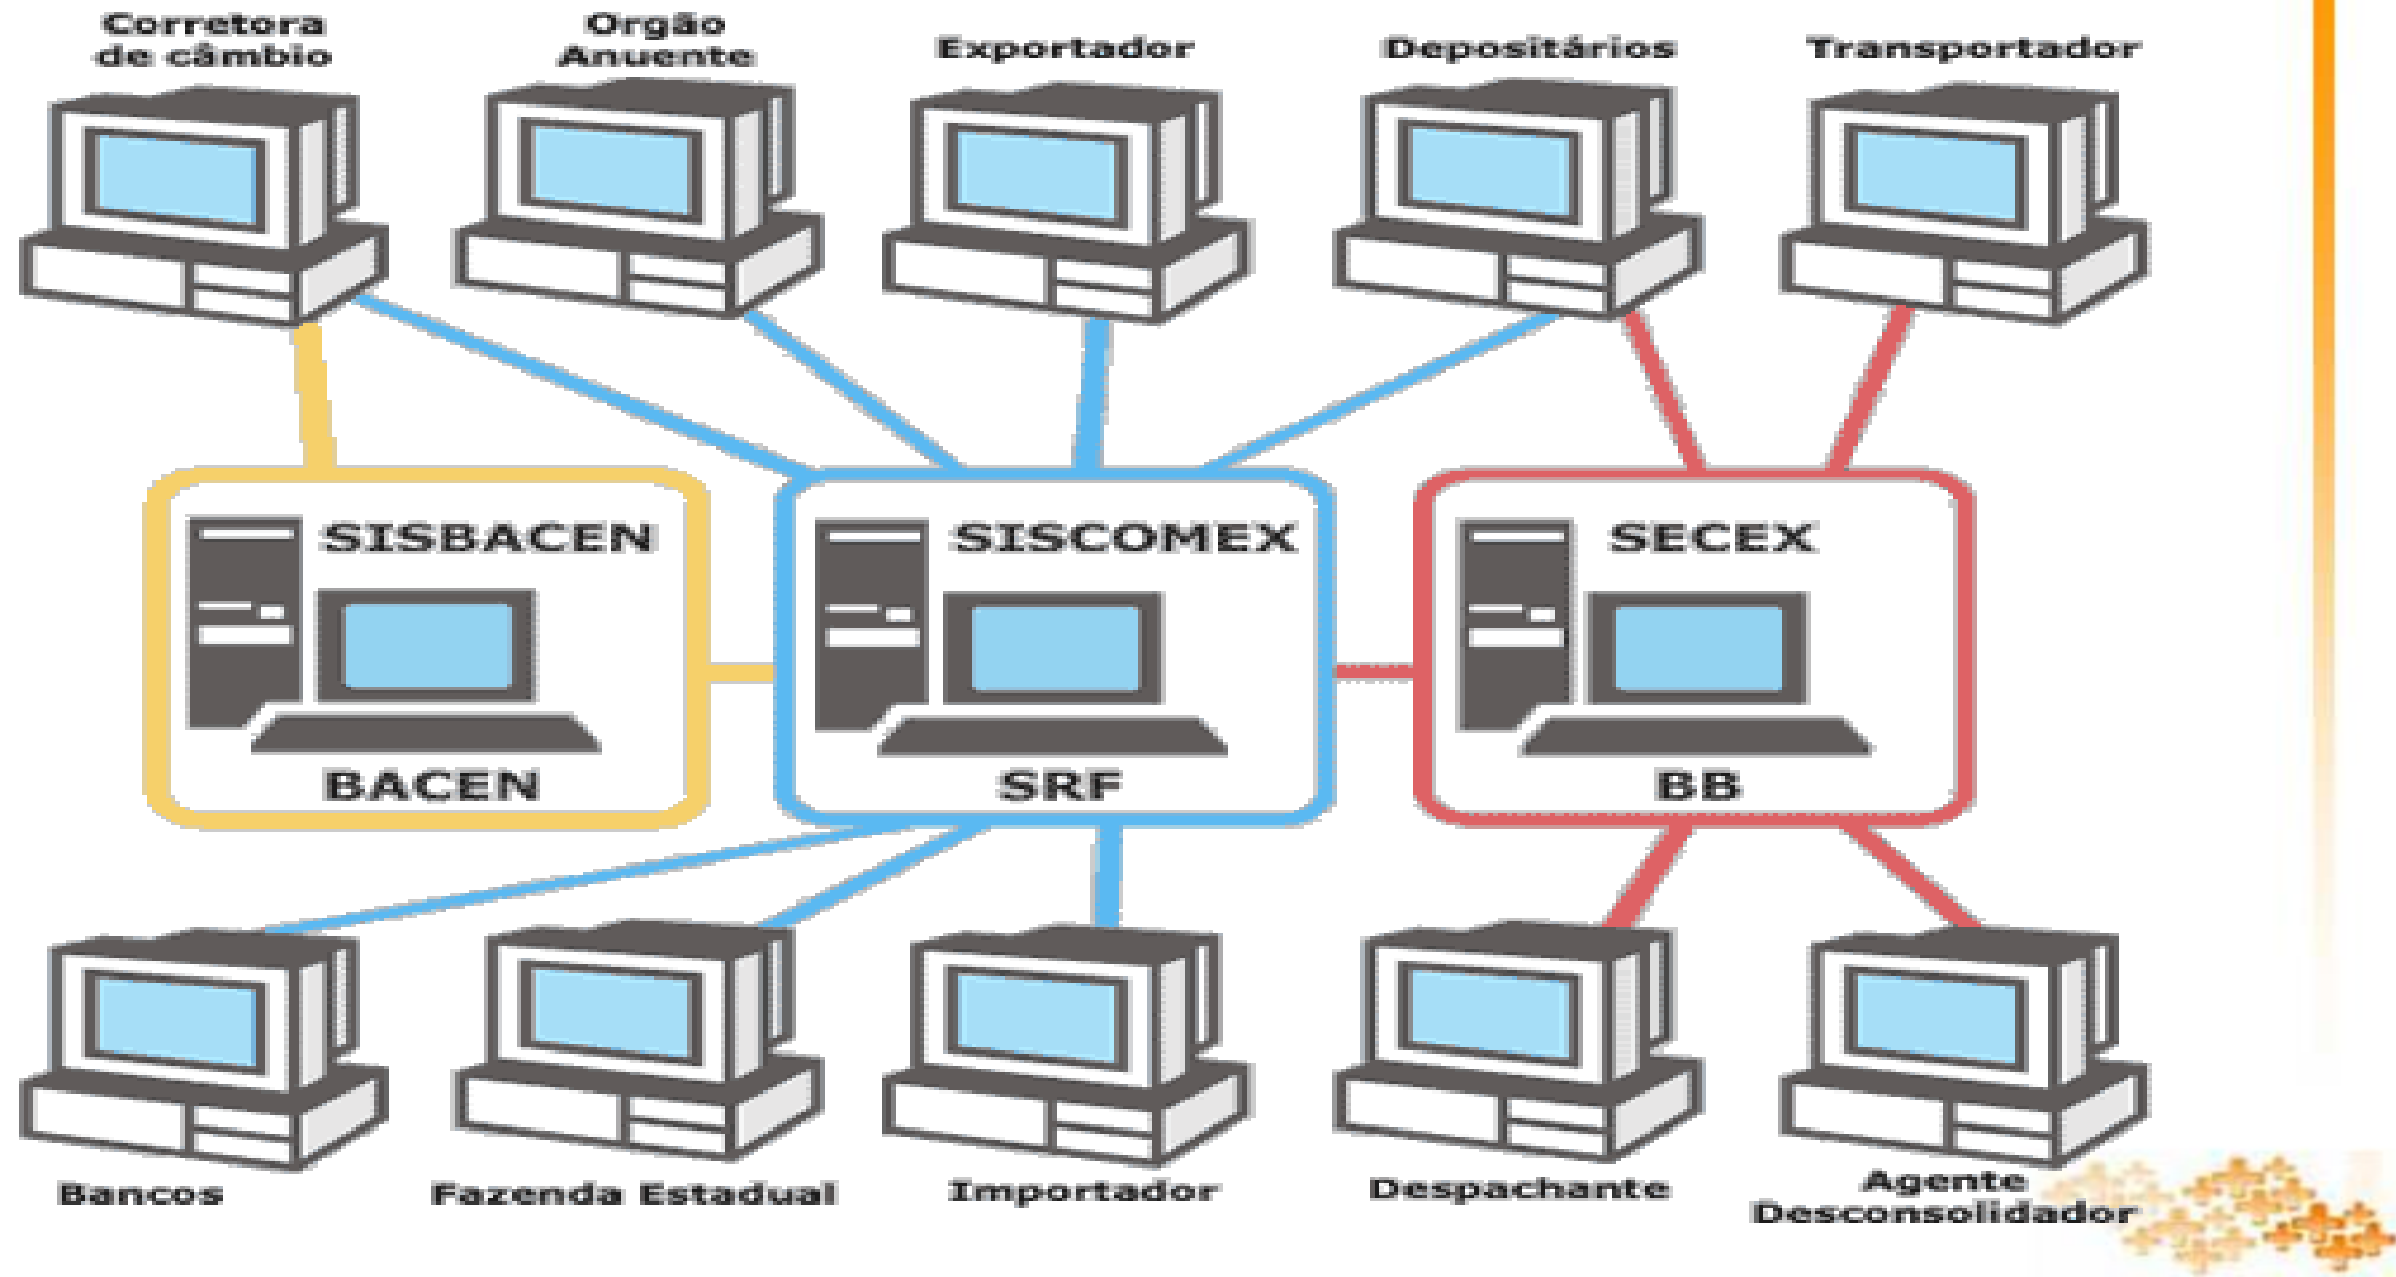 Corretora
de câmbio
Orgão
Anuente
Exportador
Depositários
Transportador
SISBACEN
BACEN
SISCOMEX
SRF
SECEX
BB
Bancos
Fazenda Estadual
Importador
Despachante
Agente
Desconsolidador